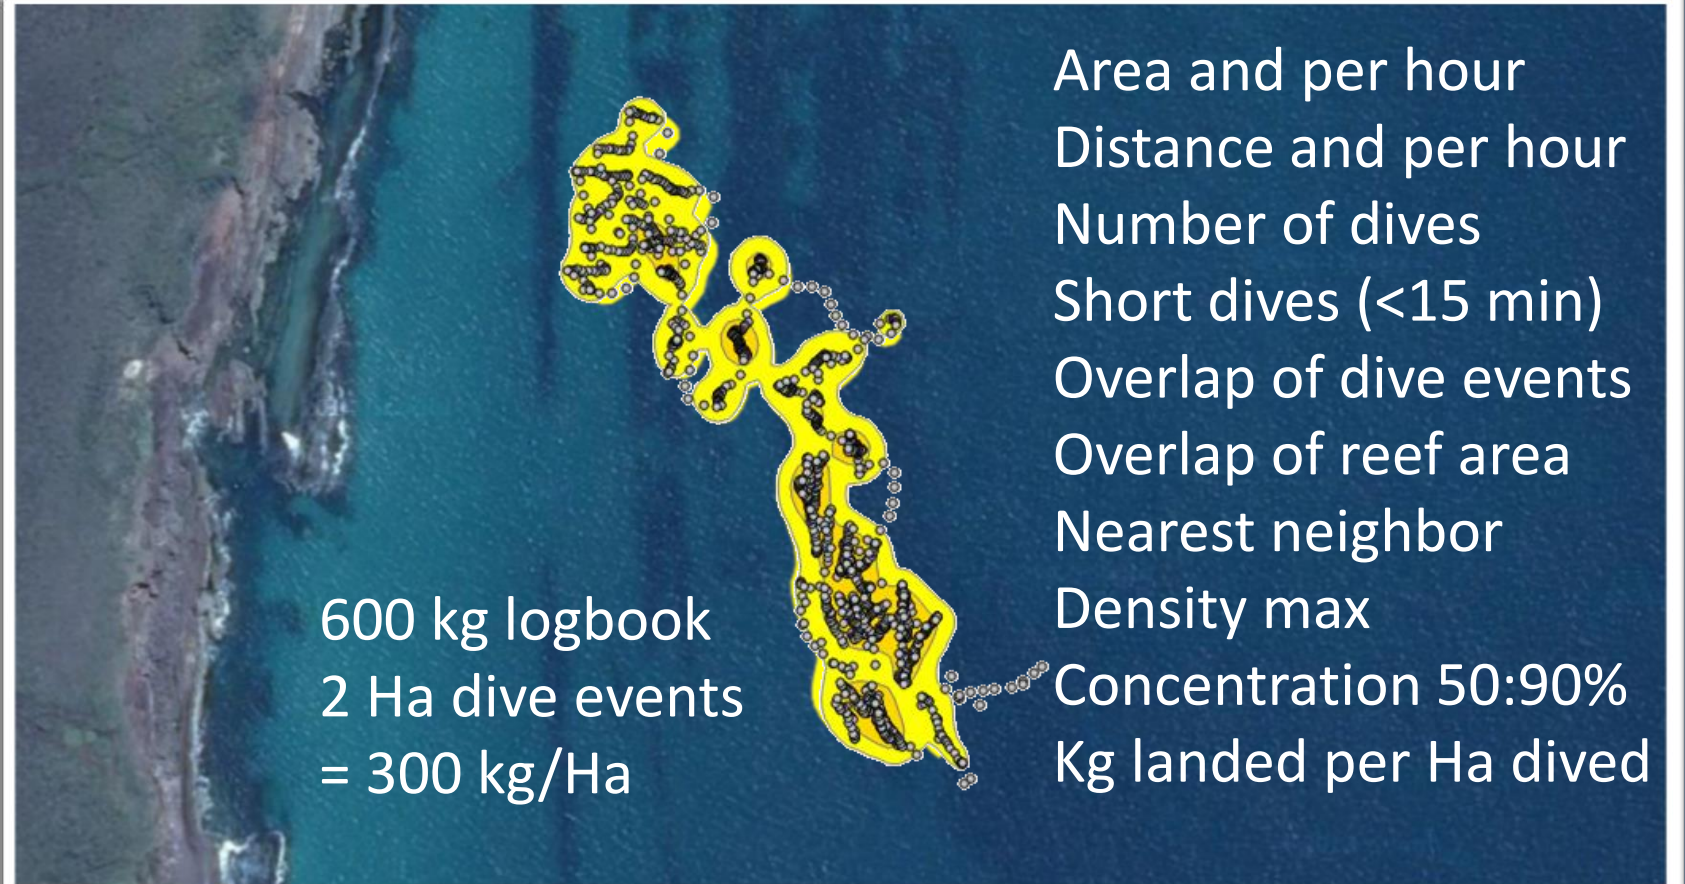 Area and per hour
Distance and per hour
Number of dives
Short dives (<15 min)
Overlap of dive events
Overlap of reef area
Nearest neighbor
Density max
Concentration 50:90%
Kg landed per Ha dived
600 kg logbook
2 Ha dive events
= 300 kg/Ha